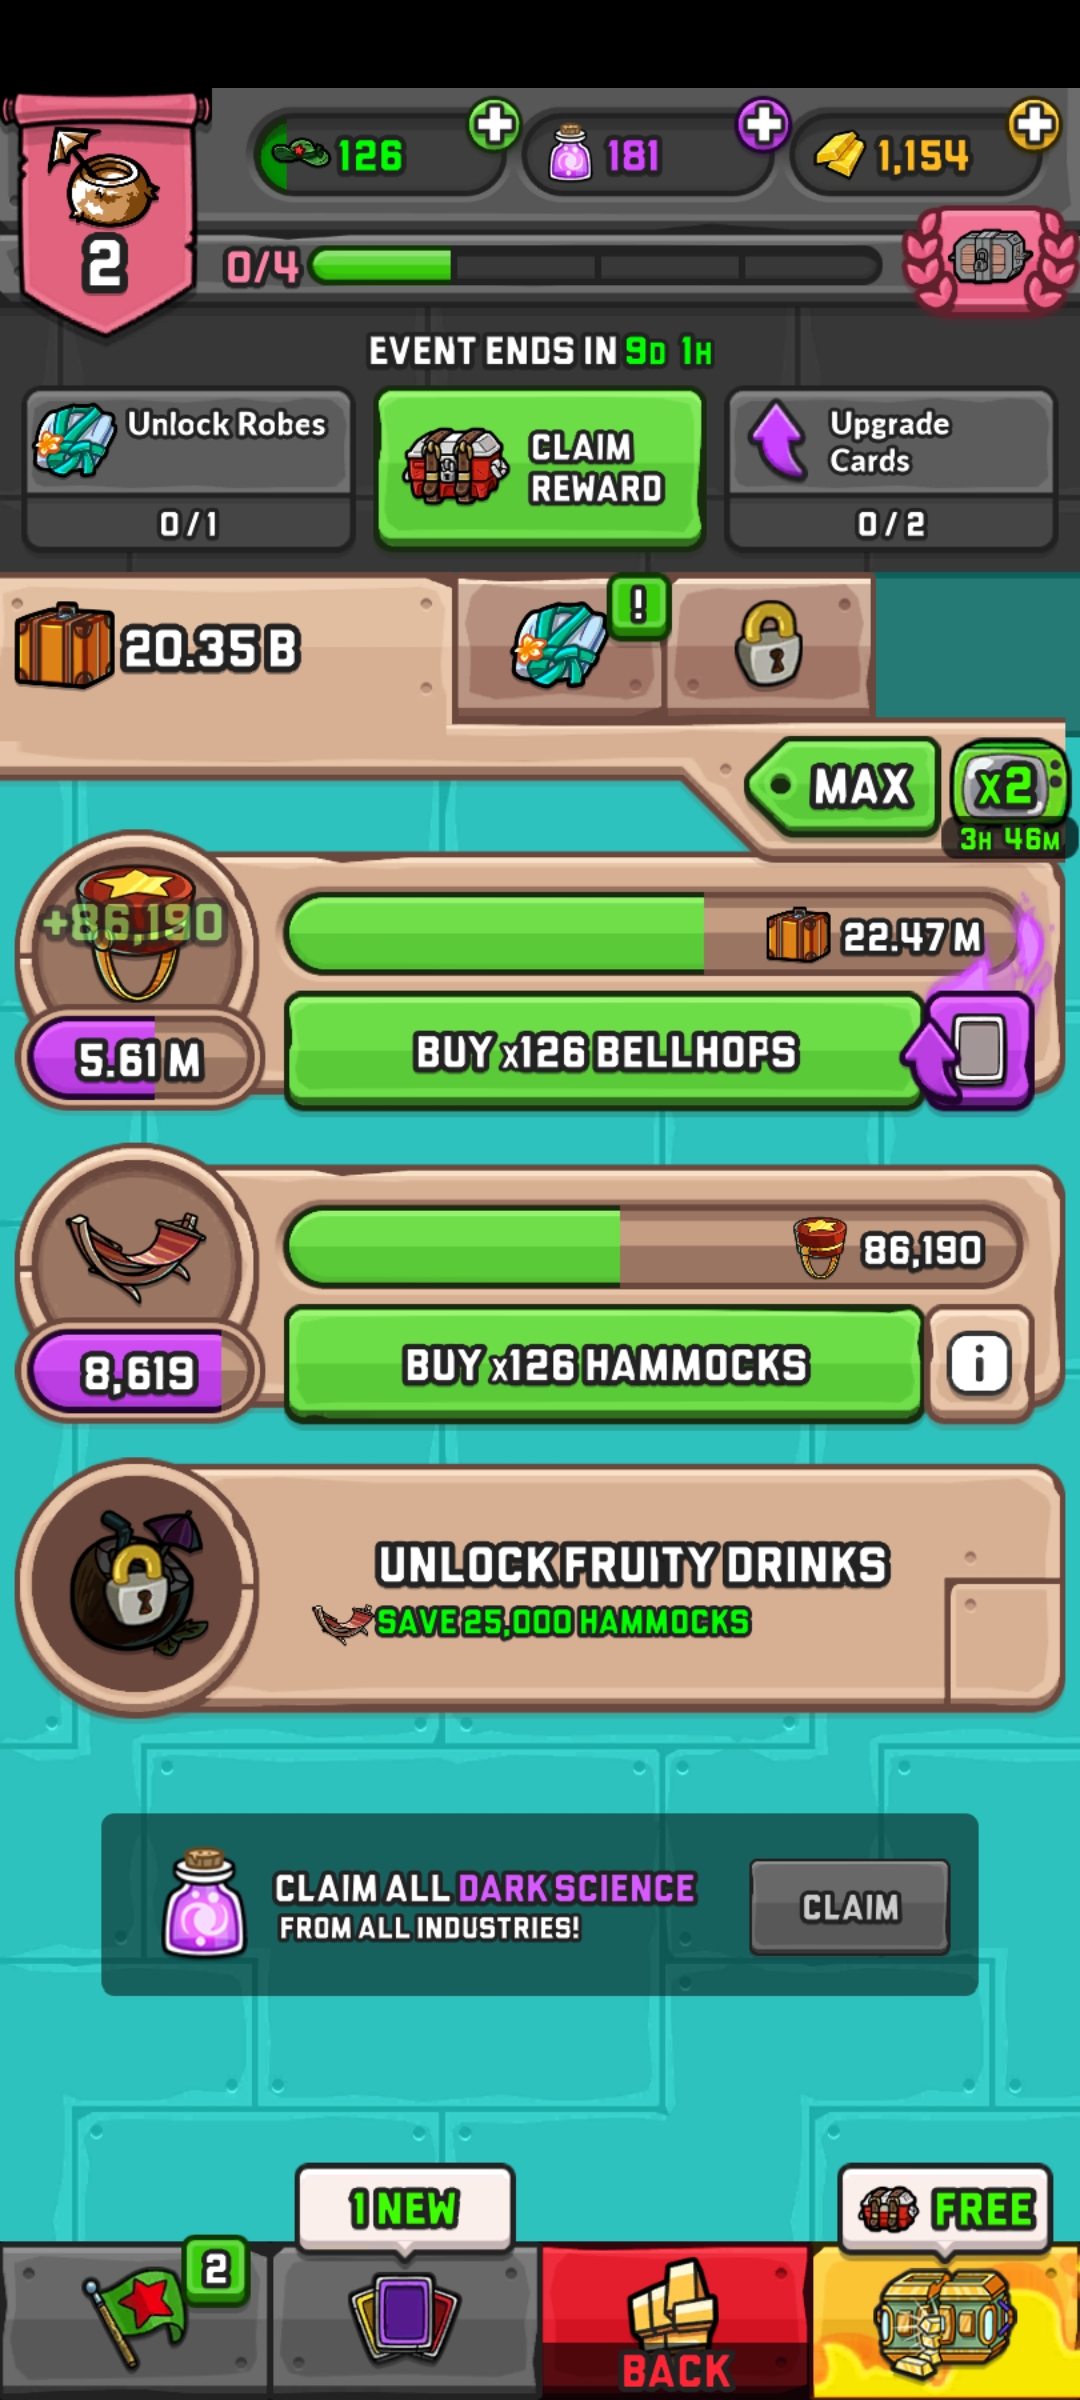 126
181
1,154
2
0/4
EVENT ENDS IN 9D 1H
Unlock Robes
0/1
CLAIM
REWARD
Upgrade
Cards
0/2
20.35 B
!
MAX
x2
3H 46M
+86,190
22.47 M
5.61 M
BUY x126 BELLHOPS
86,190
8,619
BUY x126 HAMMOCKS
i
UNLOCK FRUITY DRINKS
SAVE 25,000 HAMMOCKS
CLAIM ALL DARK SCIENCE
FROM ALL INDUSTRIES!
CLAIM
1 NEW
FREE
2
BACK